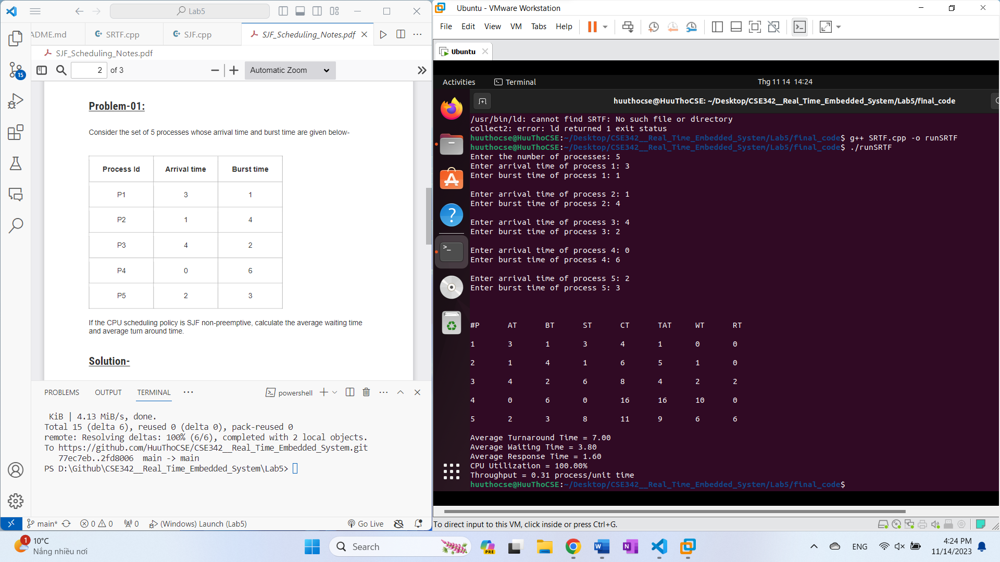 Lab5
ADME.md
SRTF.cpp
SJF.cpp
SJF_Scheduling_Notes.pdf
SJF_Scheduling_Notes.pdf
2 of 3
Automatic Zoom
15
Problem-01:
Consider the set of 5 processes whose arrival time and burst time are given below-
Process Id Arrival time Burst time
P1 3 1
P2 1 4
P3 4 2
P4 0 6
P5 2 3
If the CPU scheduling policy is SJF non-preemptive, calculate the average waiting time
and average turn around time.
Solution-
PROBLEMS OUTPUT TERMINAL
powershell
KiB | 4.13 MiB/s, done.
Total 15 (delta 6), reused 0 (delta 0), pack-reused 0
remote: Resolving deltas: 100% (6/6), completed with 2 local objects.
To https://github.com/HuuThoCSE/CSE342__Real_Time_Embedded_System.git
77ec7eb..2fd8006 main -> main
PS D:\Github\CSE342__Real_Time_Embedded_System\Lab5>
main* 0 0 0 (Windows) Launch (Lab5) Go Live
Ubuntu - VMware Workstation
File Edit View VM Tabs Help
Ubuntu
Activities Terminal Thg 11 14 14:24
huuthocse@HuuThoCSE: ~/Desktop/CSE342__Real_Time_Embedded_System/Lab5/final_code
/usr/bin/ld: cannot find SRTF: No such file or directory
collect2: error: ld returned 1 exit status
huuthocse@HuuThoCSE:~/Desktop/CSE342__Real_Time_Embedded_System/Lab5/final_code$ g++ SRTF.cpp -o runSRTF
huuthocse@HuuThoCSE:~/Desktop/CSE342__Real_Time_Embedded_System/Lab5/final_code$ ./runSRTF
Enter the number of processes: 5
Enter arrival time of process 1: 3
Enter burst time of process 1: 1
Enter arrival time of process 2: 1
Enter burst time of process 2: 4
Enter arrival time of process 3: 4
Enter burst time of process 3: 2
Enter arrival time of process 4: 0
Enter burst time of process 4: 6
Enter arrival time of process 5: 2
Enter burst time of process 5: 3
#P AT BT ST CT TAT WT RT
1 3 1 3 4 1 0 0
2 1 4 1 6 5 1 0
3 4 2 6 8 4 2 2
4 0 6 0 16 16 10 0
5 2 3 8 11 9 6 6
Average Turnaround Time = 7.00
Average Waiting Time = 3.80
Average Response Time = 1.60
CPU Utilization = 100.00%
Throughput = 0.31 process/unit time
huuthocse@HuuThoCSE:~/Desktop/CSE342__Real_Time_Embedded_System/Lab5/final_code$
To direct input to this VM, click inside or press Ctrl+G.
1
10°C
Nắng nhiều nơi
Search
PRE
ENG
4:24 PM
11/14/2023